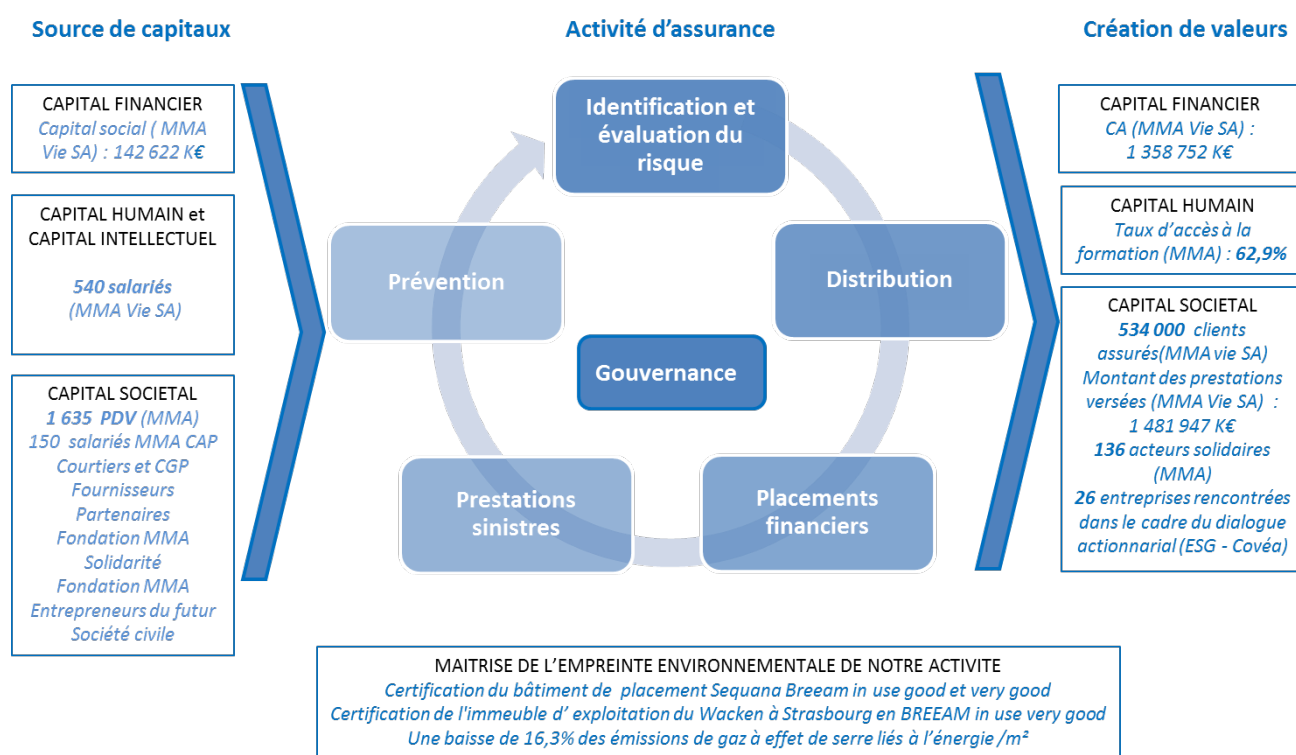 Source de capitaux
Activité d'assurance
Création de valeurs
CAPITAL FINANCIER
Capital social ( MMA
Vie SA) : 142 622 K€
CAPITAL HUMAIN et
CAPITAL INTELLECTUEL
540 salariés
(MMA Vie SA)
CAPITAL SOCIETAL
1 635 PDV (MMA)
150 salariés MMA CAP
Courtiers et CGP
Fournisseurs
Partenaires
Fondation MMA
Solidarité
Fondation MMA
Entrepreneurs du futur
Société civile
Identification et
évaluation du
risque
Distribution
Placements
financiers
Prestations
sinistres
Prévention
Gouvernance
CAPITAL FINANCIER
CA (MMA Vie SA) :
1 358 752 K€
CAPITAL HUMAIN
Taux d'accès à la
formation (MMA) : 62,9%
CAPITAL SOCIETAL
534 000 clients
assurés(MMA vie SA)
Montant des prestations
versées (MMA Vie SA) :
1 481 947 K€
136 acteurs solidaires
(MMA)
26 entreprises rencontrées
dans le cadre du dialogue
actionnarial (ESG - Covéa)
MAITRISE DE L'EMPREINTE ENVIRONNEMENTALE DE NOTRE ACTIVITE
Certification du bâtiment de placement Sequana Breeam in use good et very good
Certification de l'immeuble d' exploitation du Wacken à Strasbourg en BREEAM in use very good
Une baisse de 16,3% des émissions de gaz à effet de serre liés à l'énergie /m²